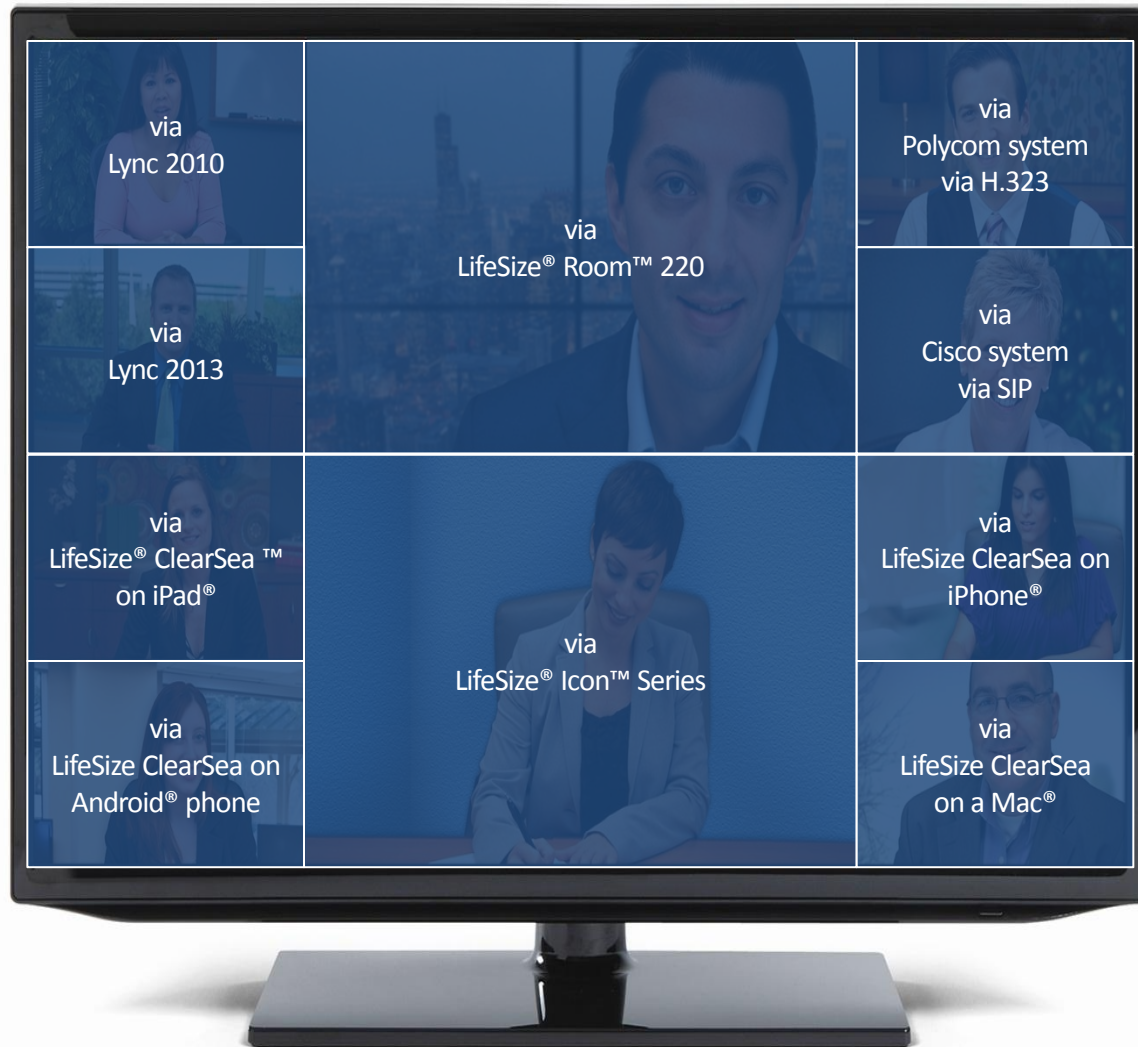 via
Lync 2010
via
LifeSize® Room™ 220
via
Polycom system
via H.323
via
Lync 2013
via
Cisco system
via SIP
via
LifeSize® ClearSea ™
on iPad®
via
LifeSize® Icon™ Series
via
LifeSize ClearSea on
iPhone®
via
LifeSize ClearSea on
Android® phone
via
LifeSize ClearSea
on a Mac®